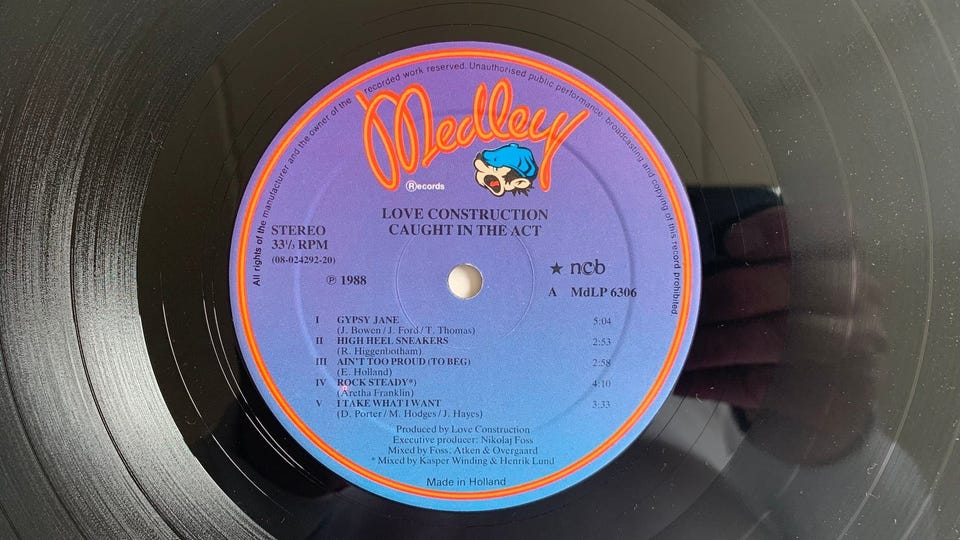 All rights of the manufacturer and the owner of the recorded work reserved. Unauthorised public performance, broadcasting and copying of this record prohibited.
Medley
Ⓡecords
LOVE CONSTRUCTION
CAUGHT IN THE ACT
STEREO
33⅓ RPM
(08-024292-20)
℗ 1988
★ ncb
A MdLP 6306
I GYPSY JANE 5:04
(J. Bowen / J. Ford / T. Thomas)
II HIGH HEEL SNEAKERS 2:53
(R. Higgenbotham)
III AIN'T TOO PROUD (TO BEG) 2:58
(E. Holland)
IV ROCK STEADY*) 4:10
(Aretha Franklin)
V I TAKE WHAT I WANT 3:33
(D. Porter / M. Hodges / J. Hayes)
Produced by Love Construction
Executive producer: Nikolaj Foss
Mixed by Foss, Atken & Overgaard
* Mixed by Kasper Winding & Henrik Lund
Made in Holland